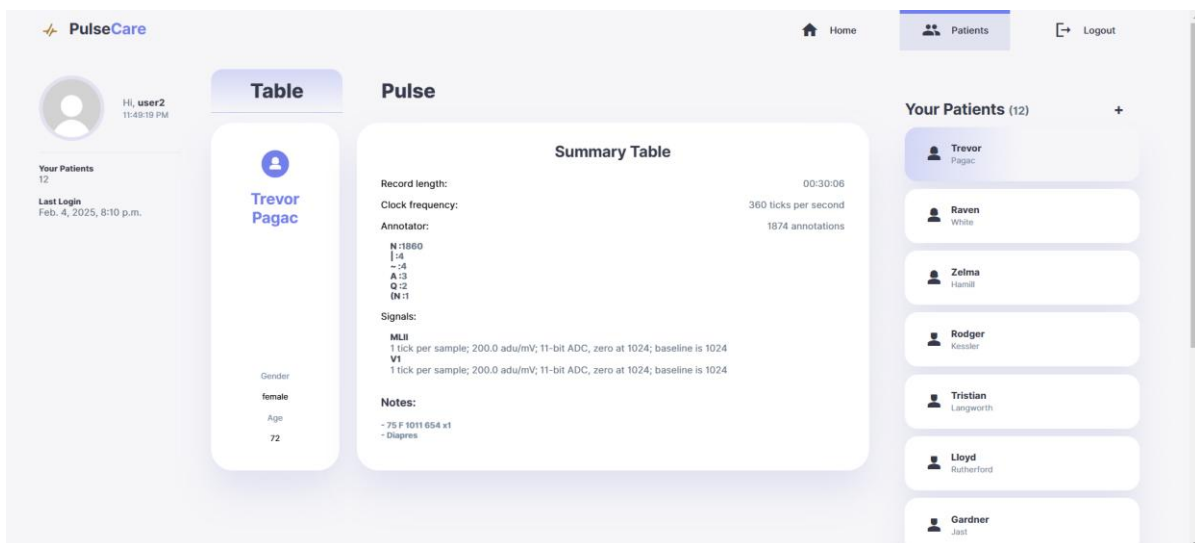 PulseCare
Home
Patients
Logout
Hi, user2
11:49:19 PM
Your Patients
12
Last Login
Feb. 4, 2025, 8:10 p.m.
Table
Pulse
Trevor
Pagac
Gender
female
Age
72
Summary Table
Record length: 00:30:06
Clock frequency: 360 ticks per second
Annotator: 1874 annotations
N :1860
| :4
~ :4
A :3
Q :2
(N :1
Signals:
MLII
1 tick per sample; 200.0 adu/mV; 11-bit ADC, zero at 1024; baseline is 1024
V1
1 tick per sample; 200.0 adu/mV; 11-bit ADC, zero at 1024; baseline is 1024
Notes:
- 75 F 1011 654 x1
- Diapres
Your Patients (12) +
Trevor
Pagac
Raven
White
Zelma
Hamill
Rodger
Kessler
Tristian
Langworth
Lloyd
Rutherford
Gardner
Jast